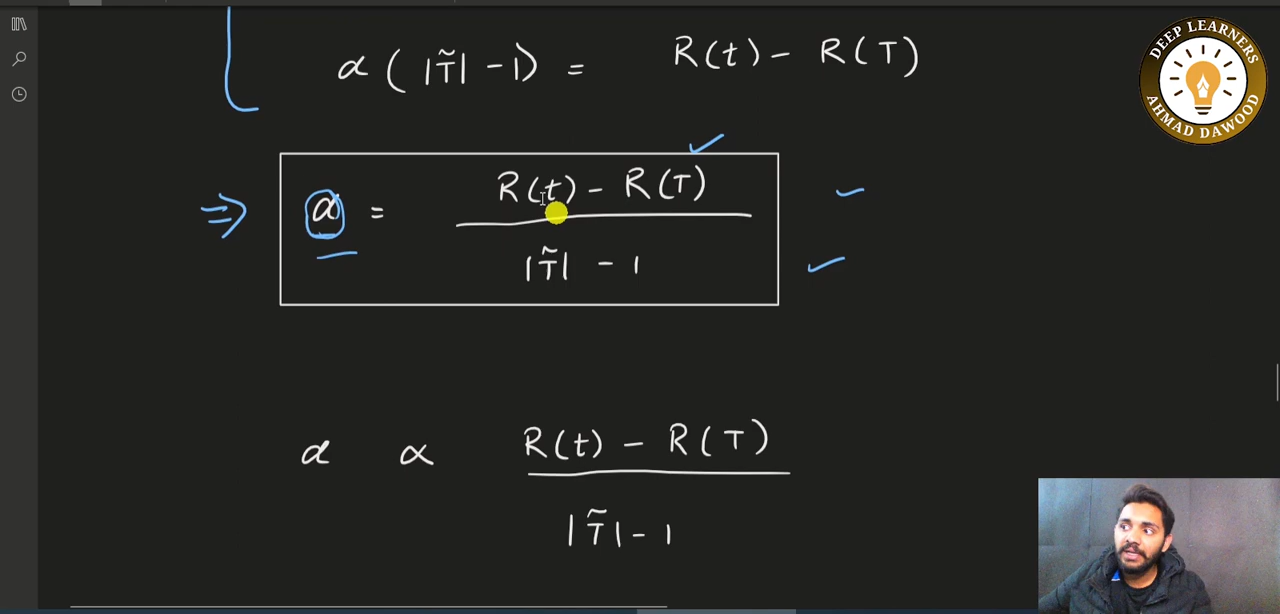 α ( |T̃| - 1 ) = R(t) - R(T)
⇒ α = R(t) - R(T)
|T̃| - 1
α ∝ R(t) - R(T)
|T̃| - 1
DEEP LEARNERS
AHMAD DAWOOD